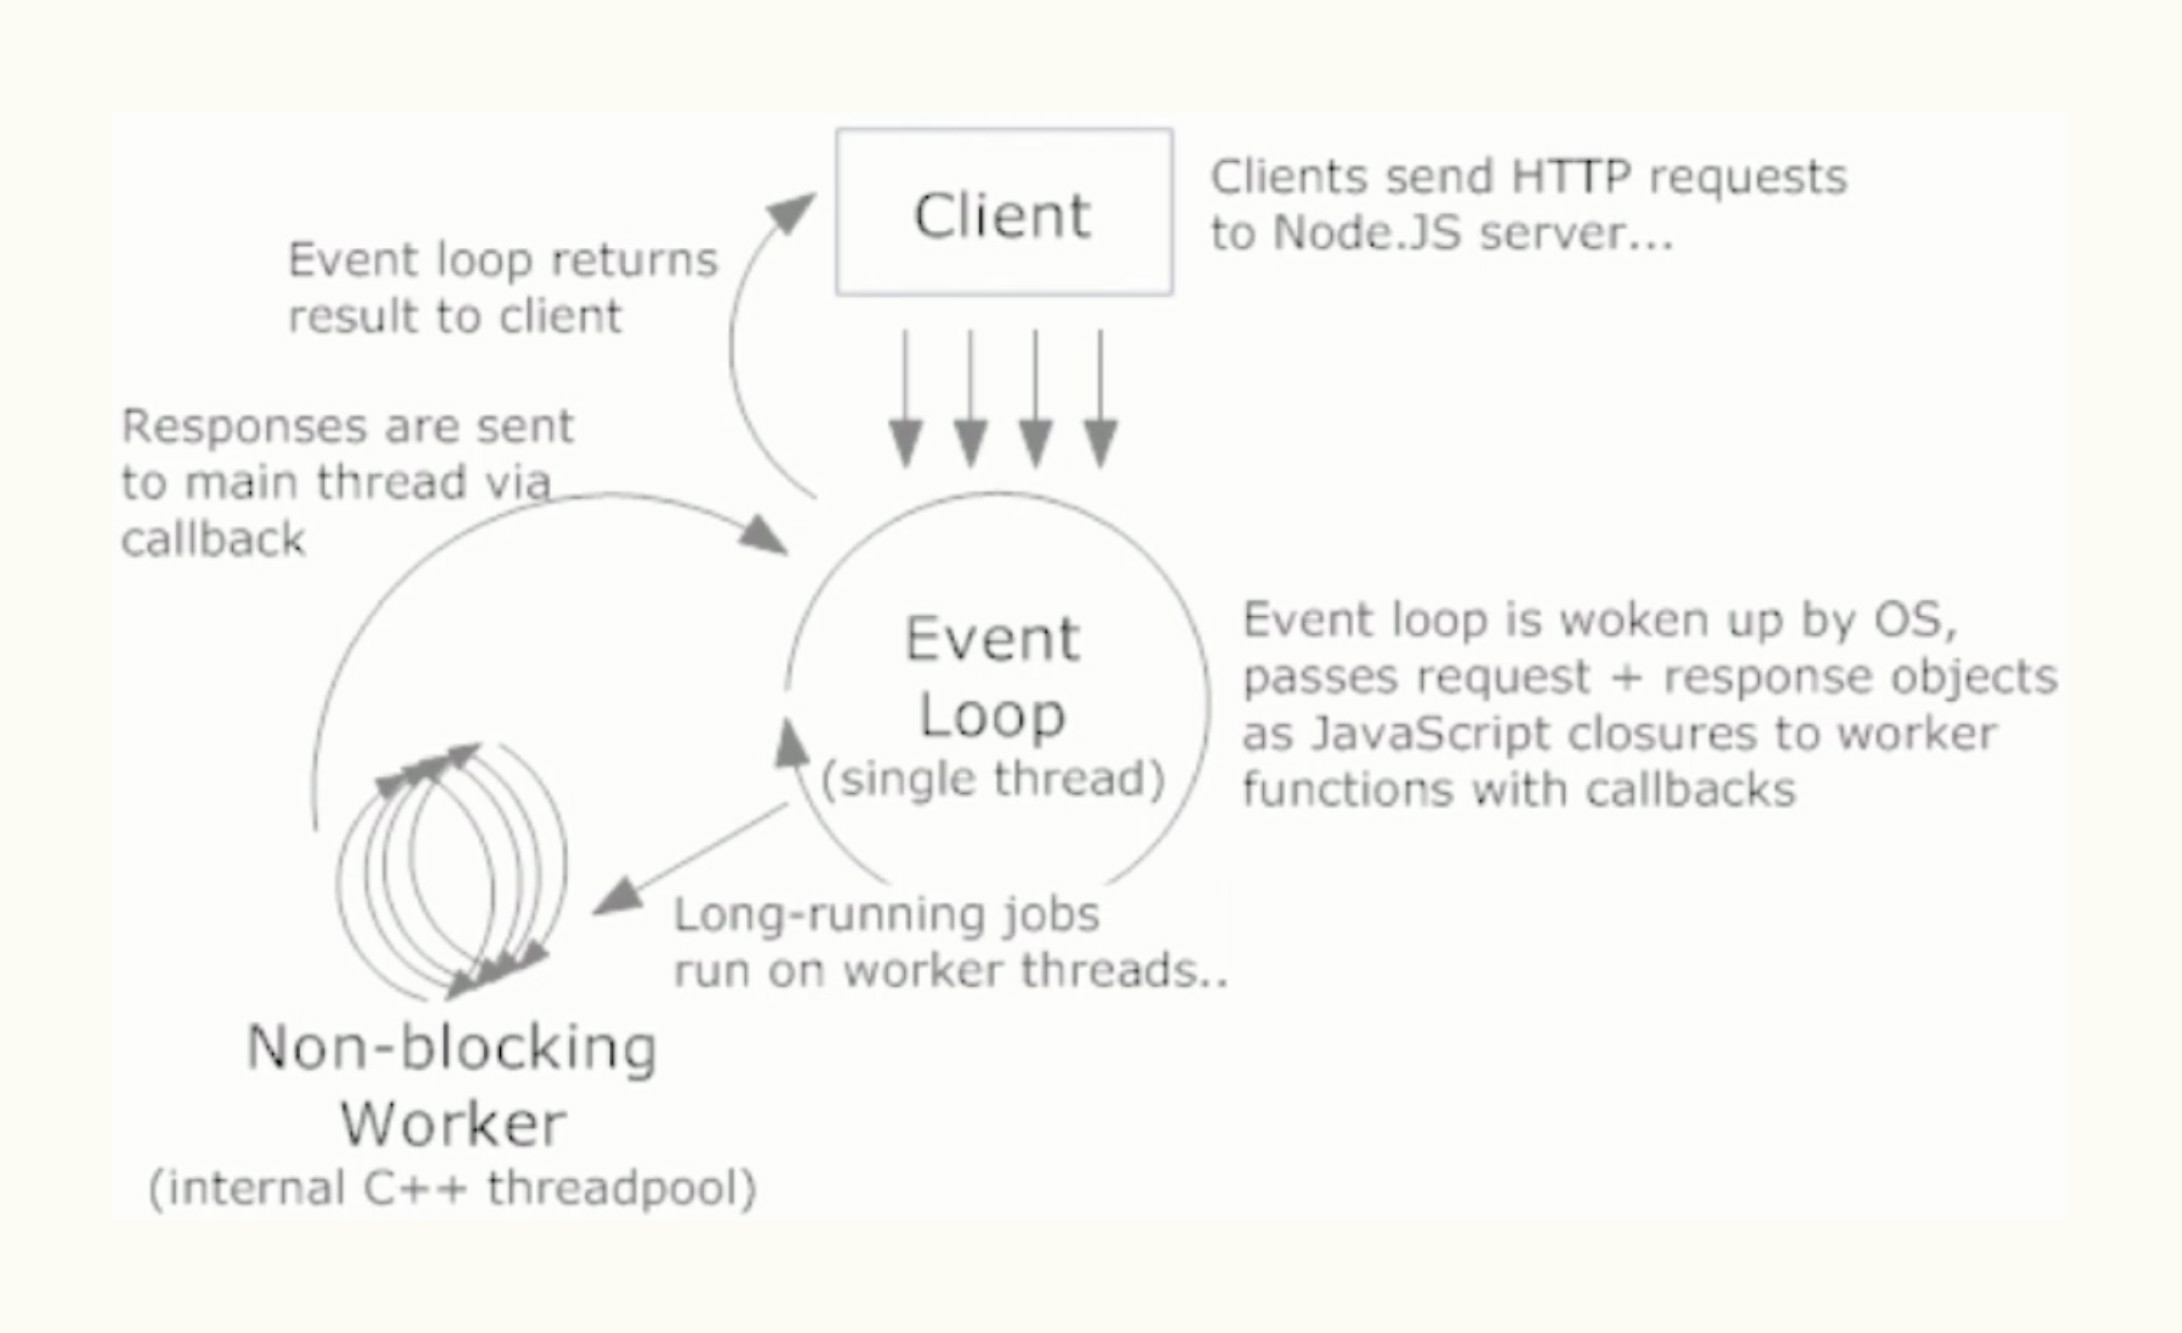 Client
Clients send HTTP requests
to Node.JS server...
Event loop returns
result to client
Responses are sent
to main thread via
callback
Event
Loop
(single thread)
Event loop is woken up by OS,
passes request + response objects
as JavaScript closures to worker
functions with callbacks
Long-running jobs
run on worker threads..
Non-blocking
Worker
(internal C++ threadpool)